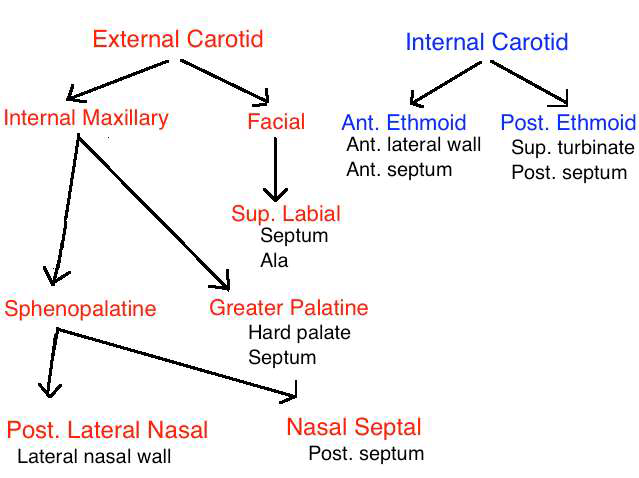 External Carotid
Internal Carotid
Internal Maxillary
Facial
Ant. Ethmoid
Ant. lateral wall
Ant. septum
Post. Ethmoid
Sup. turbinate
Post. septum
Sup. Labial
Septum
Ala
Sphenopalatine
Greater Palatine
Hard palate
Septum
Post. Lateral Nasal
Lateral nasal wall
Nasal Septal
Post. septum